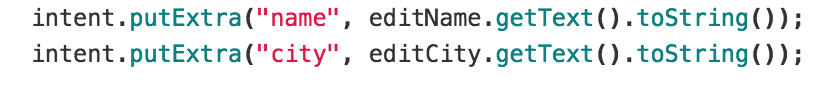 intent.putExtra("name", editName.getText().toString());
intent.putExtra("city", editCity.getText().toString());